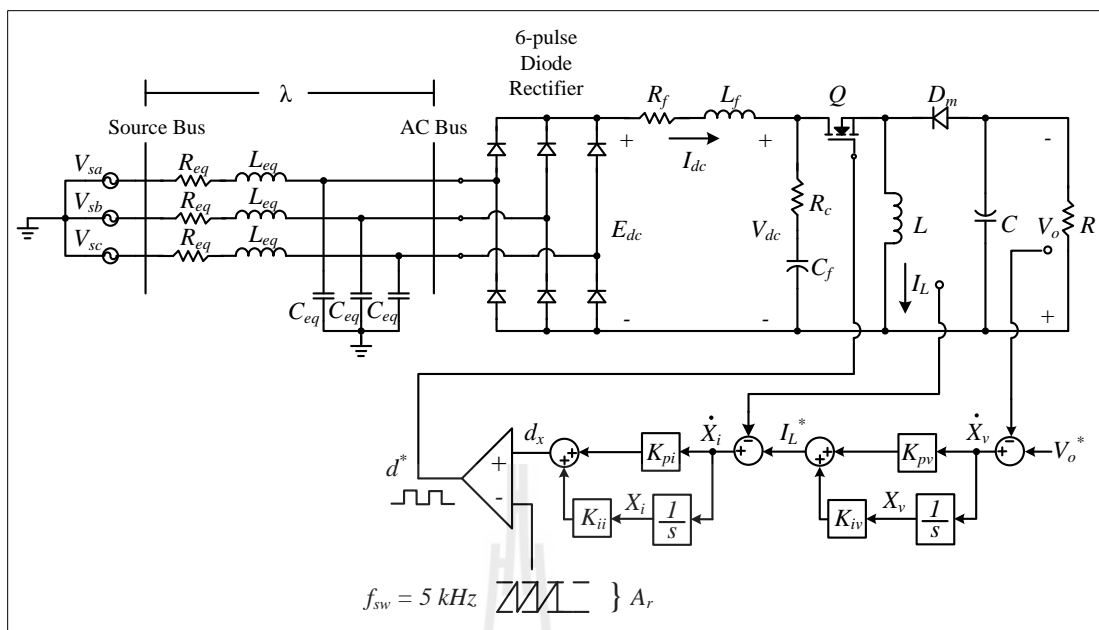 6-pulse
Diode
Rectifier
λ
Source Bus
AC Bus
R_f
L_f
Q
D_m
V_sa
R_eq
L_eq
V_sb
R_eq
L_eq
V_sc
R_eq
L_eq
C_eq
C_eq
C_eq
+
E_dc
-
I_dc
+
V_dc
-
R_c
C_f
L
I_L
C
-
V_o
+
R
d^*
+
-
d_x
+
+
K_pi
K_ii
X_i
1/s
Ẋ_i
-
I_L^*
+
+
K_pv
K_iv
X_v
1/s
Ẋ_v
-
V_o^*
f_sw = 5 kHz
} A_r